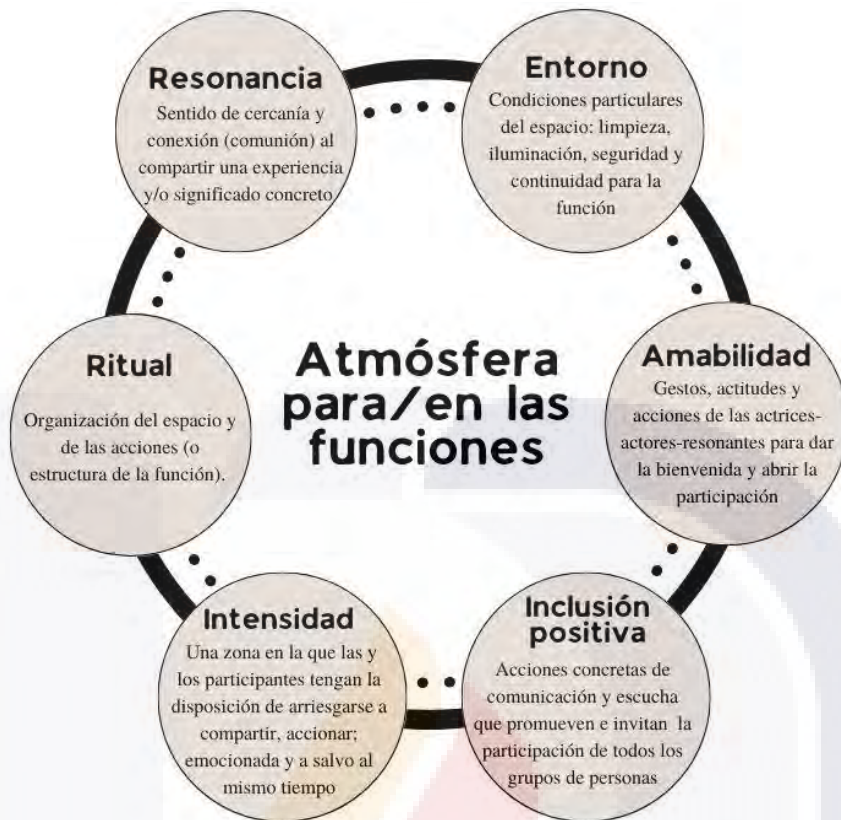 Atmósfera
para/en las
funciones
Resonancia
Sentido de cercanía y
conexión (comunión) al
compartir una experiencia
y/o significado concreto
Entorno
Condiciones particulares
del espacio: limpieza,
iluminación, seguridad y
continuidad para la
función
Amabilidad
Gestos, actitudes y
acciones de las actrices-
actores-resonantes para dar
la bienvenida y abrir la
participación
Inclusión
positiva
Acciones concretas de
comunicación y escucha
que promueven e invitan la
participación de todos los
grupos de personas
Intensidad
Una zona en la que las y
los participantes tengan la
disposición de arriesgarse a
compartir, accionar;
emocionada y a salvo al
mismo tiempo
Ritual
Organización del espacio y
de las acciones (o
estructura de la función).